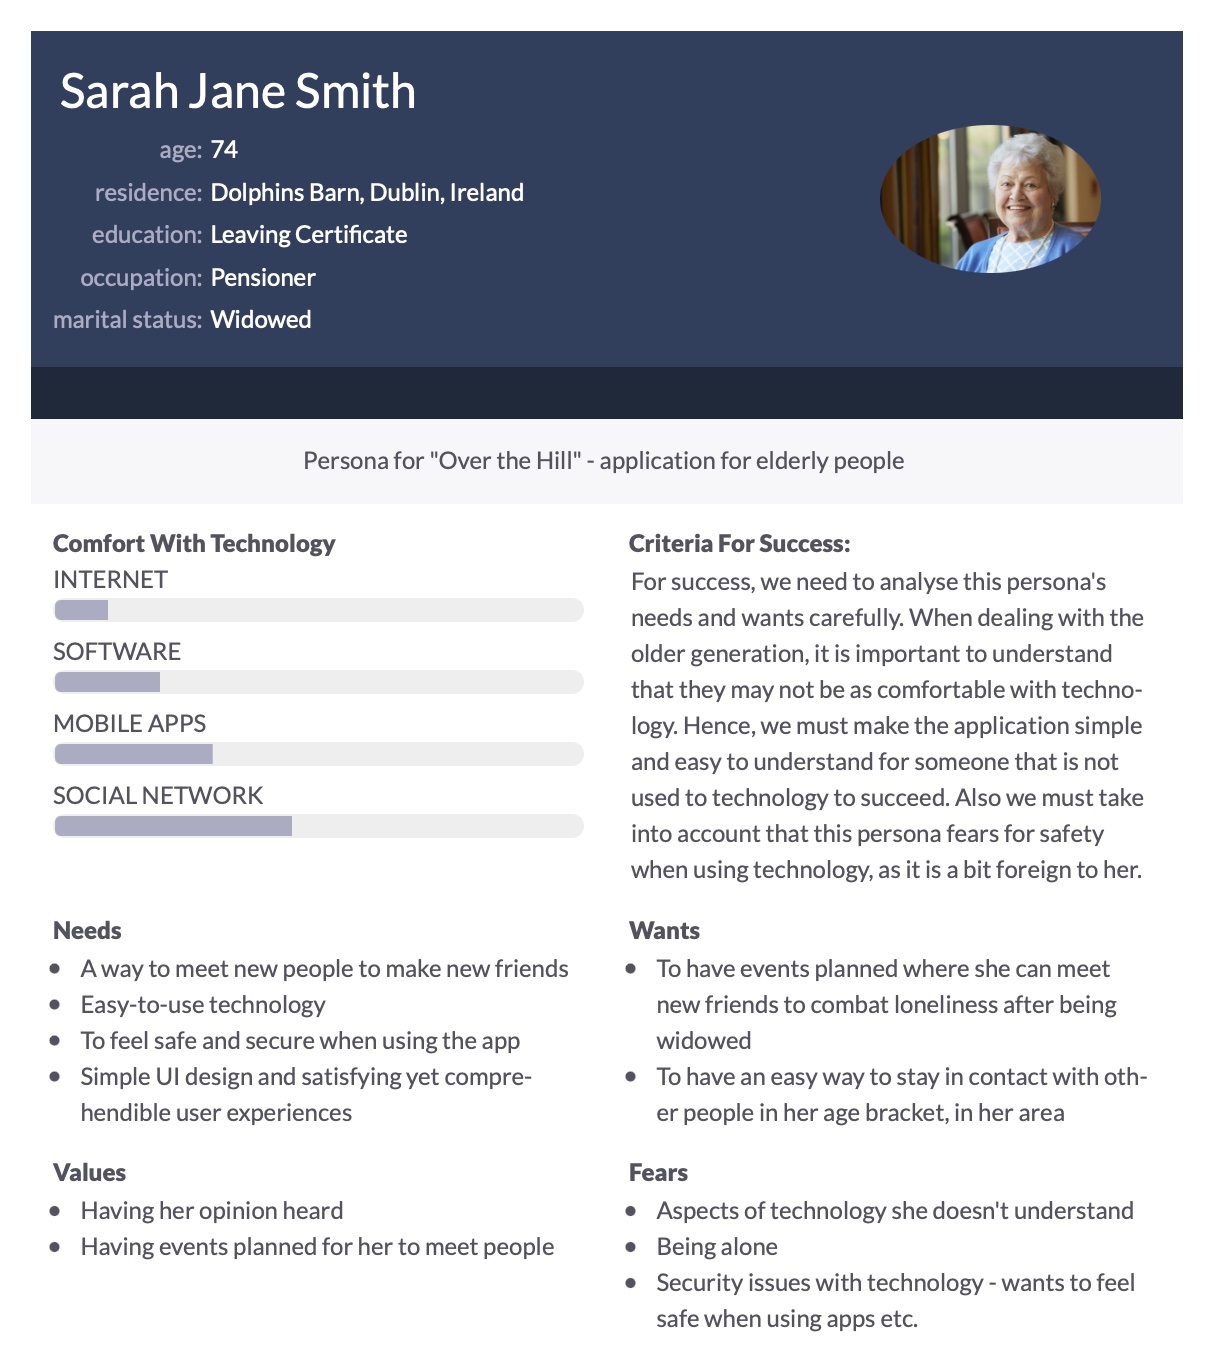 Sarah Jane Smith
age: 74
residence: Dolphins Barn, Dublin, Ireland
education: Leaving Certificate
occupation: Pensioner
marital status: Widowed
Persona for "Over the Hill" - application for elderly people
Comfort With Technology
INTERNET
SOFTWARE
MOBILE APPS
SOCIAL NETWORK
Criteria For Success:
For success, we need to analyse this persona's
needs and wants carefully. When dealing with the
older generation, it is important to understand
that they may not be as comfortable with techno-
logy. Hence, we must make the application simple
and easy to understand for someone that is not
used to technology to succeed. Also we must take
into account that this persona fears for safety
when using technology, as it is a bit foreign to her.
Needs
• A way to meet new people to make new friends
• Easy-to-use technology
• To feel safe and secure when using the app
• Simple UI design and satisfying yet compre-
hendible user experiences
Wants
• To have events planned where she can meet
new friends to combat loneliness after being
widowed
• To have an easy way to stay in contact with oth-
er people in her age bracket, in her area
Values
• Having her opinion heard
• Having events planned for her to meet people
Fears
• Aspects of technology she doesn't understand
• Being alone
• Security issues with technology - wants to feel
safe when using apps etc.